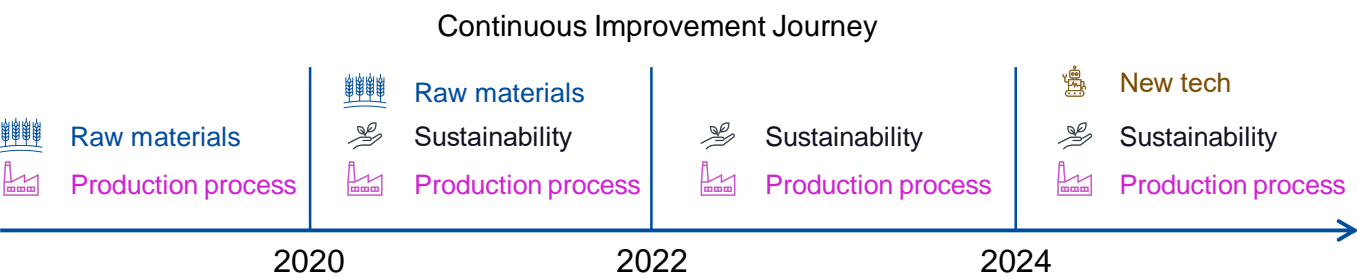 Continuous Improvement Journey
Raw materials
Production process
Raw materials
Sustainability
Production process
Sustainability
Production process
New tech
Sustainability
Production process
2020
2022
2024